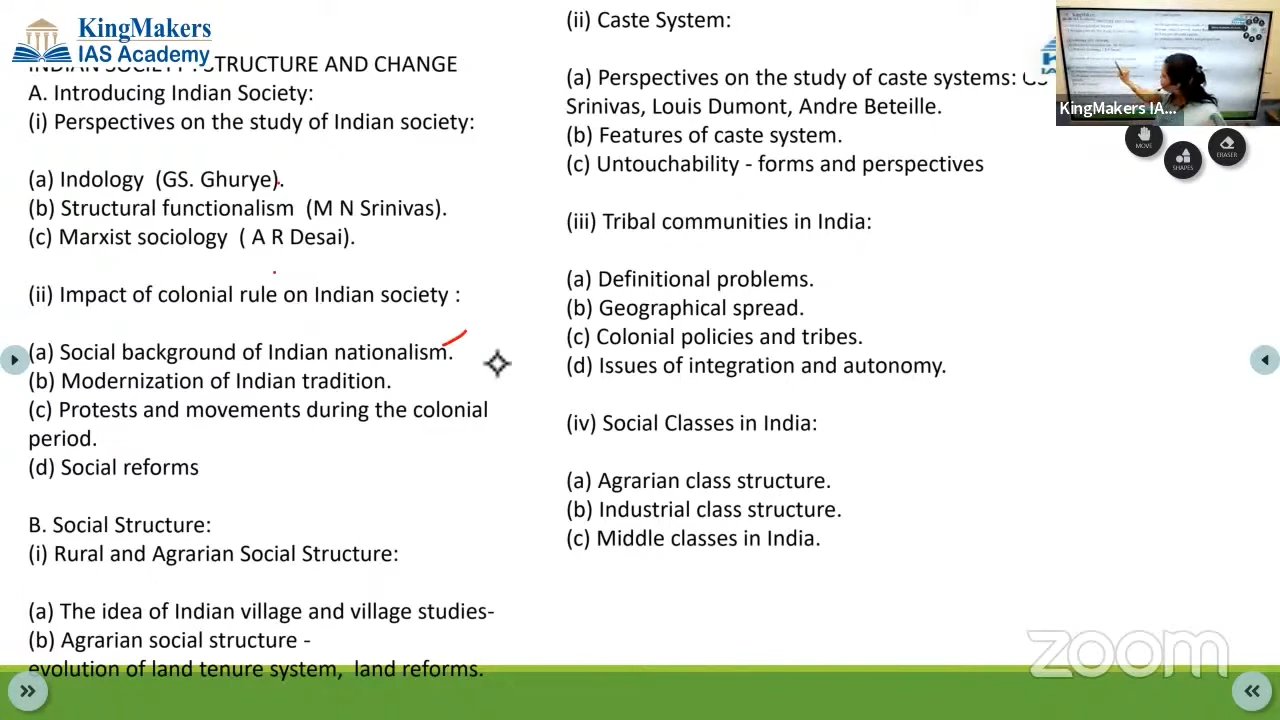 KingMakers
IAS Academy
INDIAN SOCIETY : STRUCTURE AND CHANGE
A. Introducing Indian Society:
(i) Perspectives on the study of Indian society:
(a) Indology (GS. Ghurye).
(b) Structural functionalism (M N Srinivas).
(c) Marxist sociology ( A R Desai).
(ii) Impact of colonial rule on Indian society :
(a) Social background of Indian nationalism.
(b) Modernization of Indian tradition.
(c) Protests and movements during the colonial
period.
(d) Social reforms
B. Social Structure:
(i) Rural and Agrarian Social Structure:
(a) The idea of Indian village and village studies-
(b) Agrarian social structure -
evolution of land tenure system, land reforms.
(ii) Caste System:
(a) Perspectives on the study of caste systems: GS
Srinivas, Louis Dumont, Andre Beteille.
(b) Features of caste system.
(c) Untouchability - forms and perspectives
(iii) Tribal communities in India:
(a) Definitional problems.
(b) Geographical spread.
(c) Colonial policies and tribes.
(d) Issues of integration and autonomy.
(iv) Social Classes in India:
(a) Agrarian class structure.
(b) Industrial class structure.
(c) Middle classes in India.
KingMakers IA...
MOVE
SHAPES
ERASER
zoom